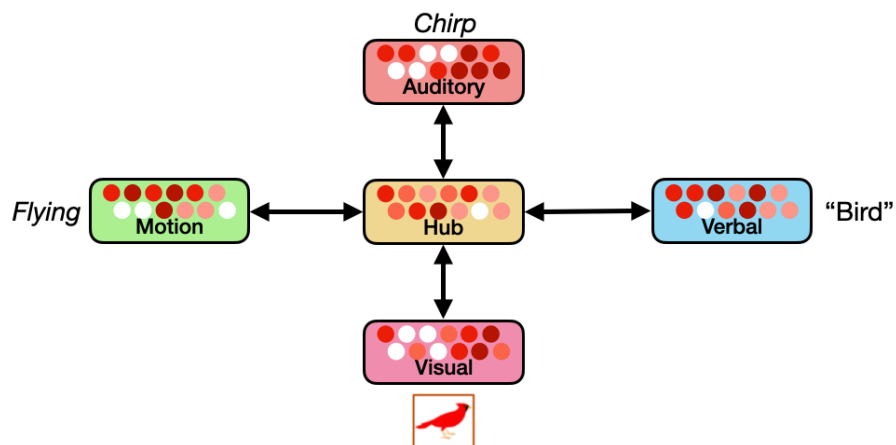 Chirp
Auditory
Flying
Motion
Hub
Verbal
“Bird”
Visual